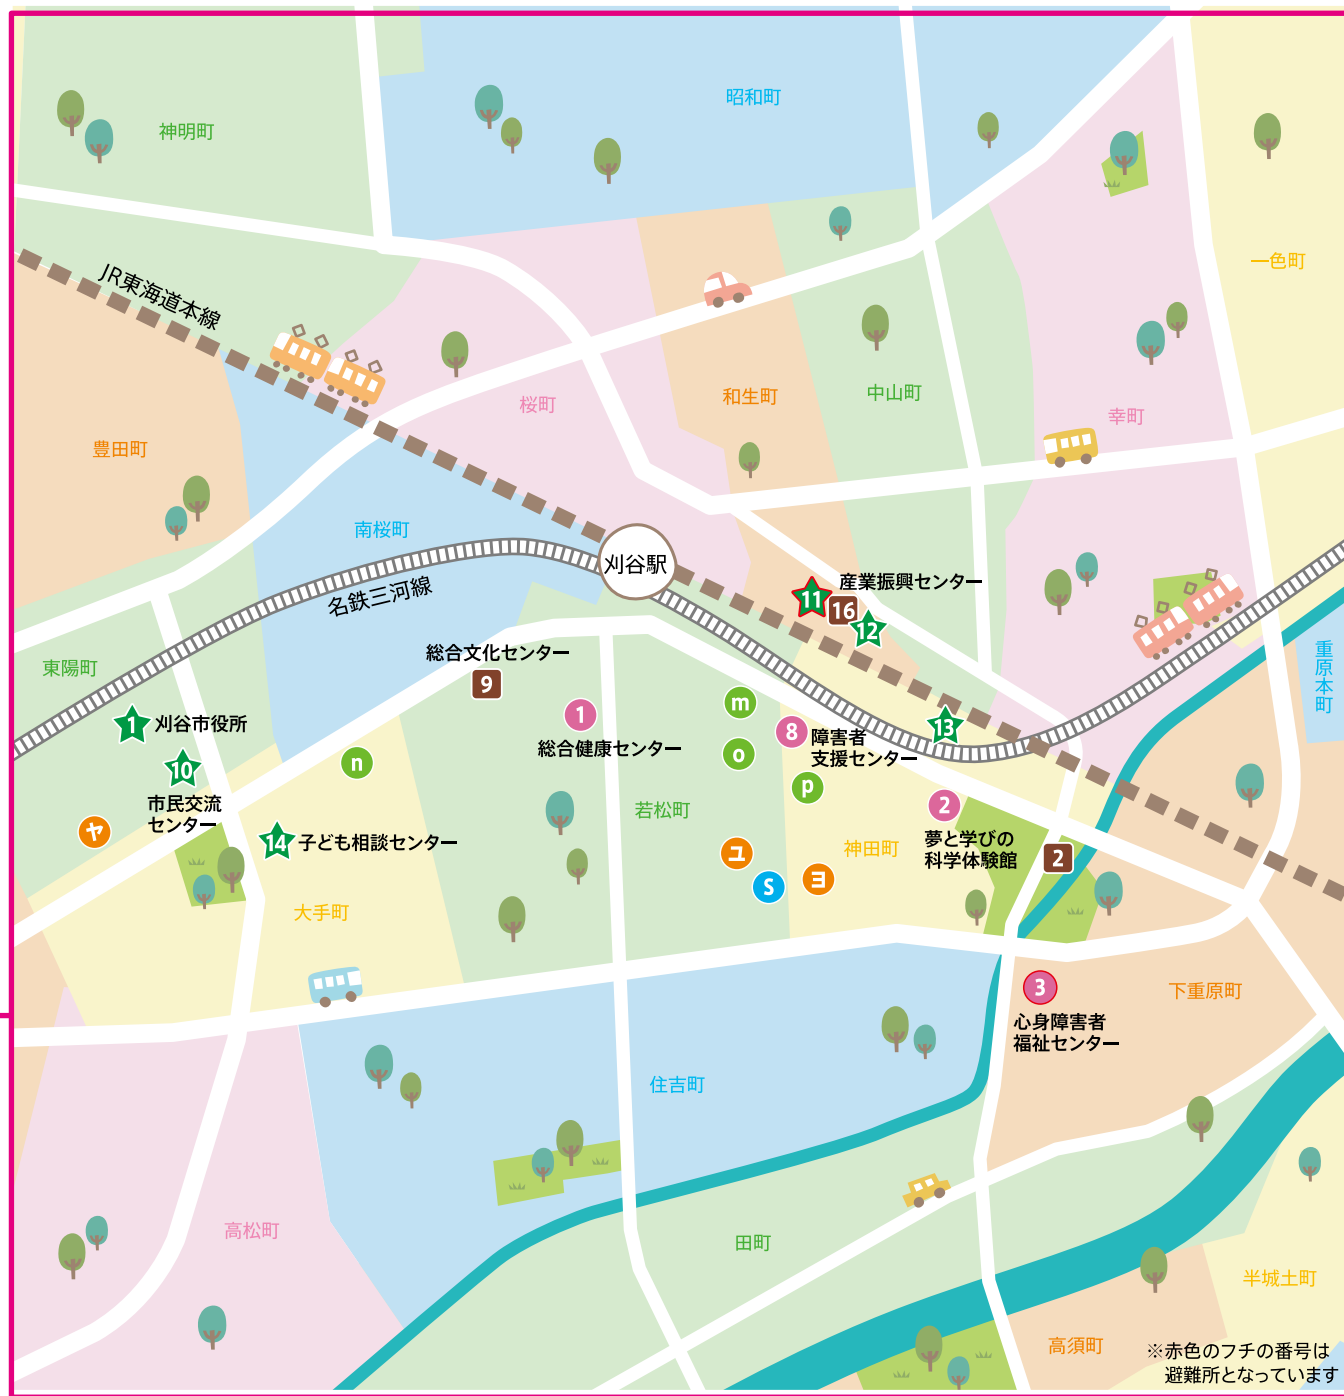 昭和町
神明町
一色町
JR東海道本線
桜町
和生町
中山町
幸町
豊田町
南桜町
刈谷駅
名鉄三河線
産業振興センター
11
16
12
総合文化センター
9
東陽町
重原本町
1
刈谷市役所
1
総合健康センター
m
o
8
障害者
支援センター
13
10
市民交流
センター
n
p
ヤ
14
子ども相談センター
若松町
2
夢と学びの
科学体験館
2
神田町
ユ
S
ヨ
大手町
3
心身障害者
福祉センター
下重原町
住吉町
高松町
田町
半城土町
高須町
※赤色のフチの番号は
避難所となっています